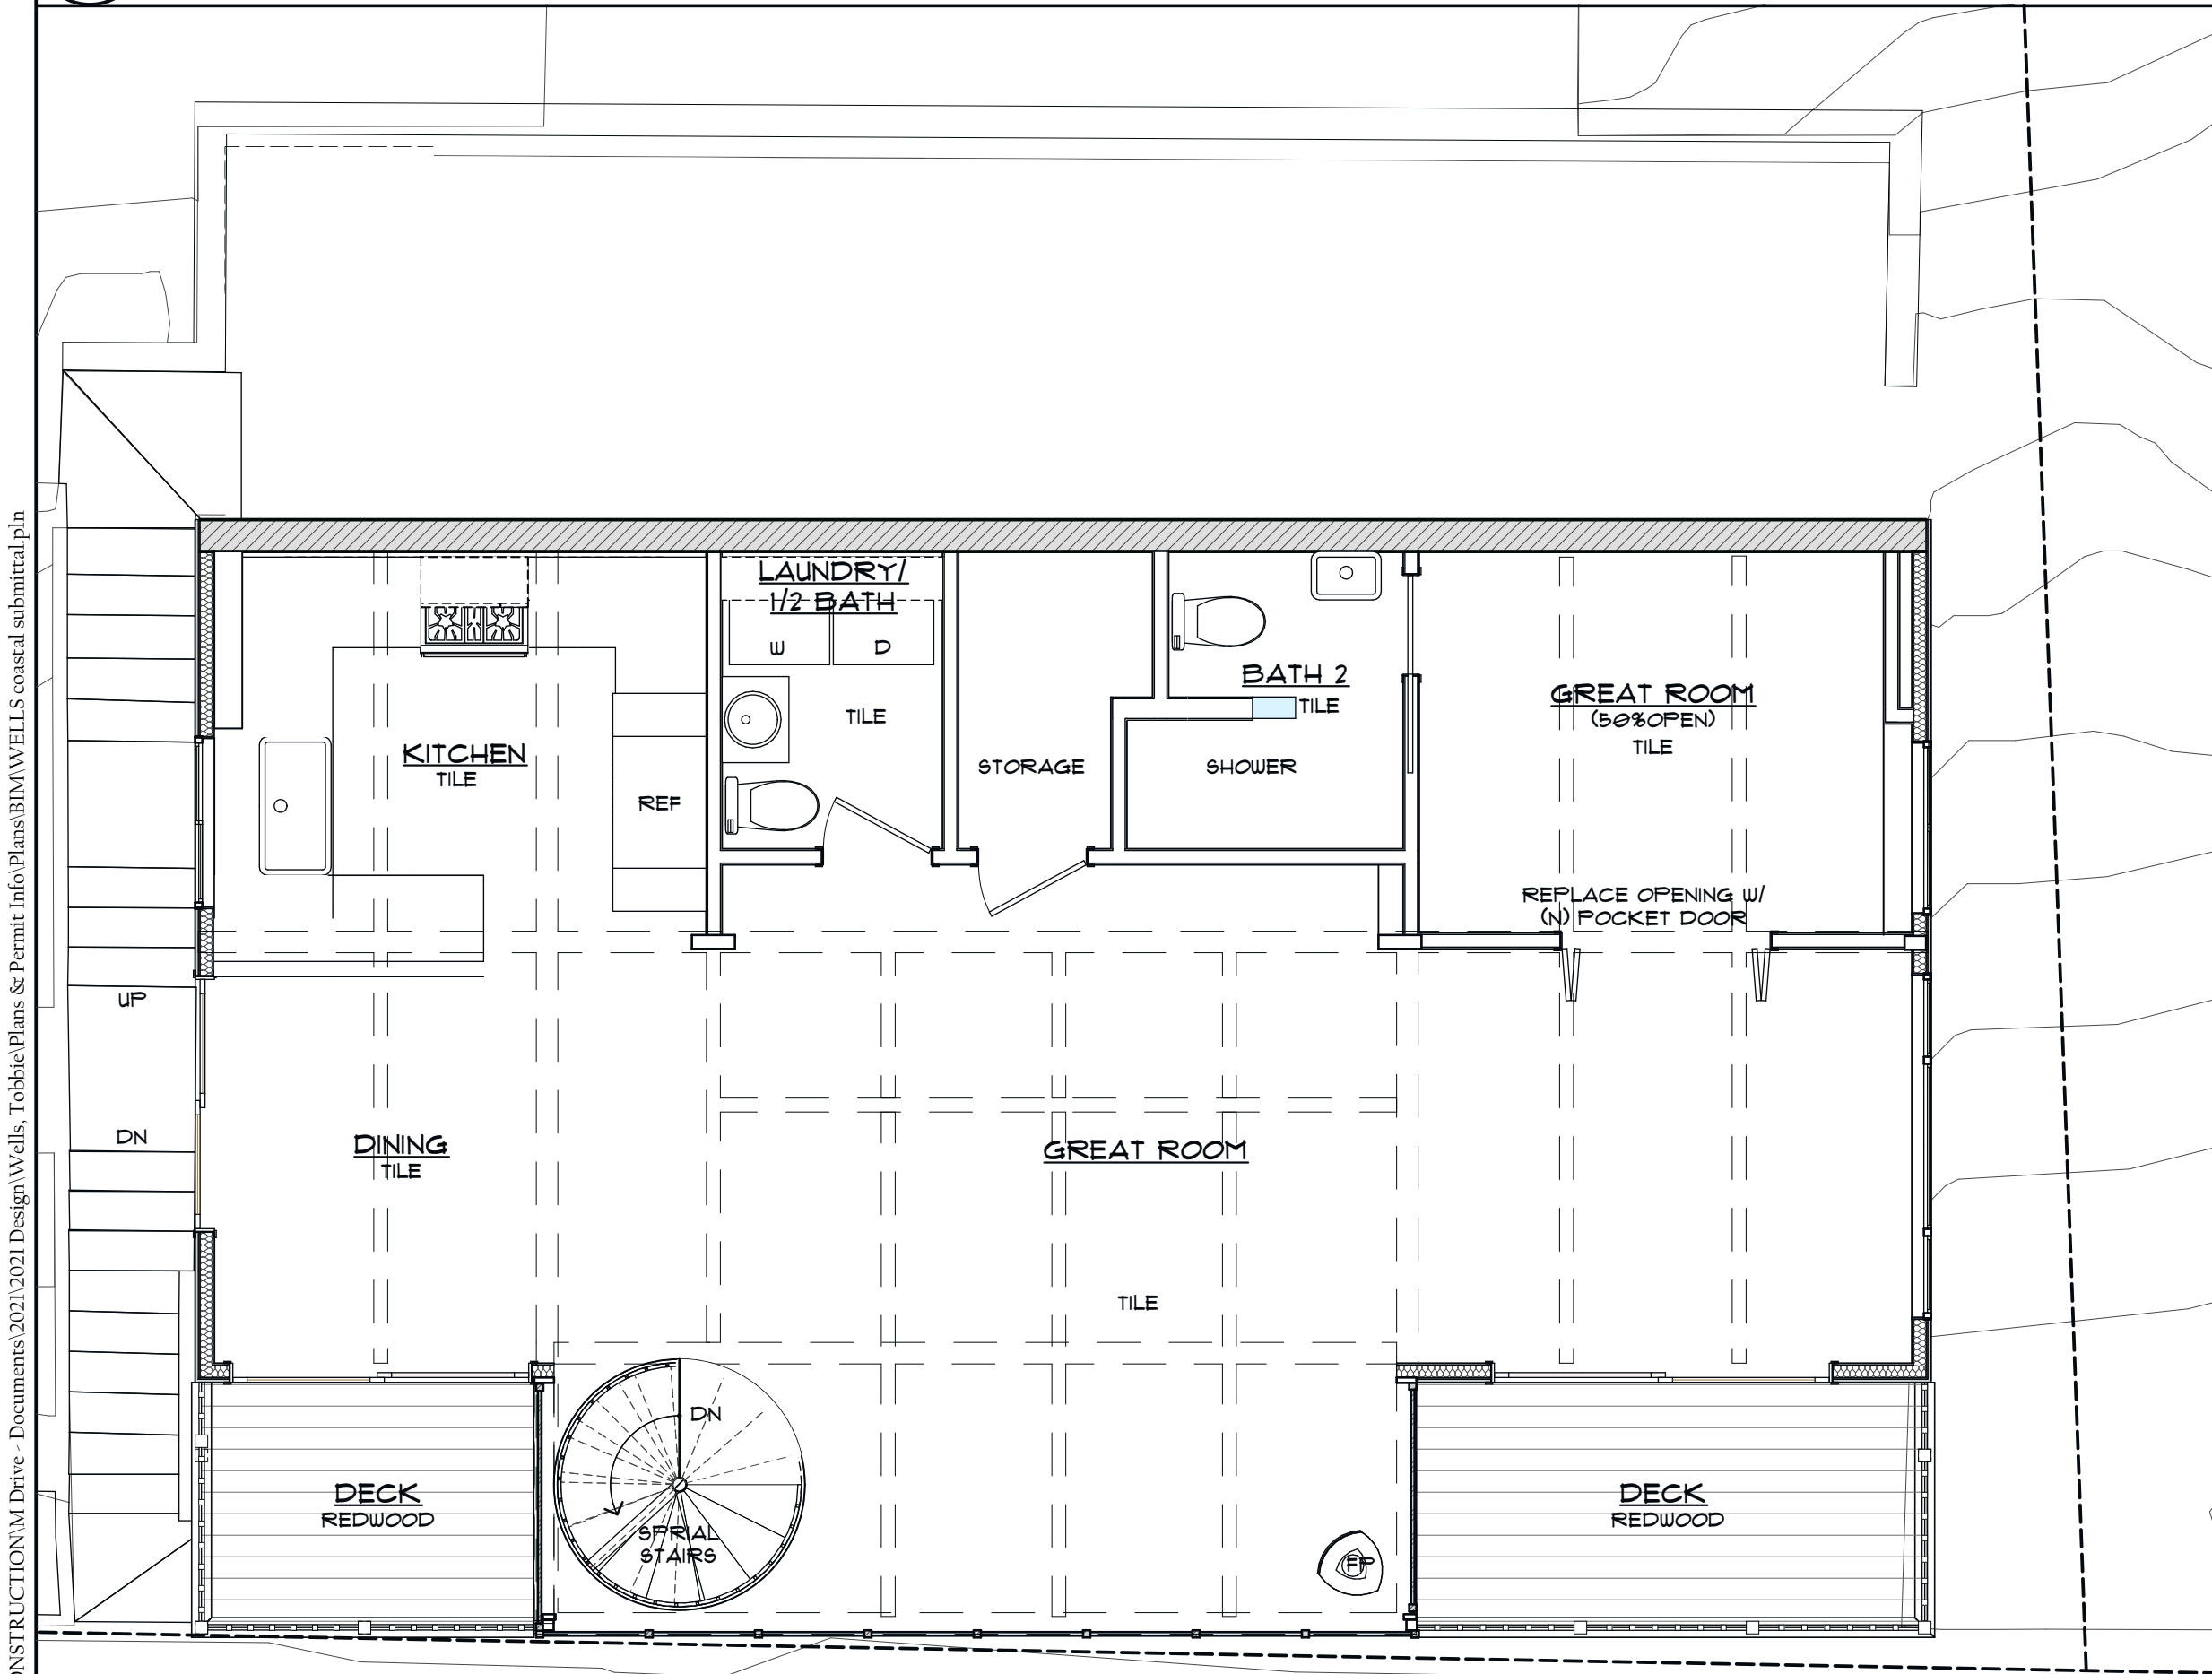 LAUNDRY/
1/2 BATH
W
D
TILE
KITCHEN
TILE
REF
STORAGE
BATH 2
TILE
SHOWER
GREAT ROOM
(50%OPEN)
TILE
REPLACE OPENING W/
(N) POCKET DOOR
UP
DN
DINING
TILE
GREAT ROOM
TILE
DN
SPRIAL
STAIRS
FP
DECK
REDWOOD
DECK
REDWOOD
ONSTRUCTION\M Drive - Documents\2021\2021 Design\Wells, Tobbie\Plans & Permit Info\Plans\BIM\WELLS coastal submittal.pln